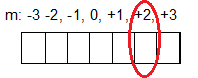 m: -3 -2, -1, 0, +1, +2, +3